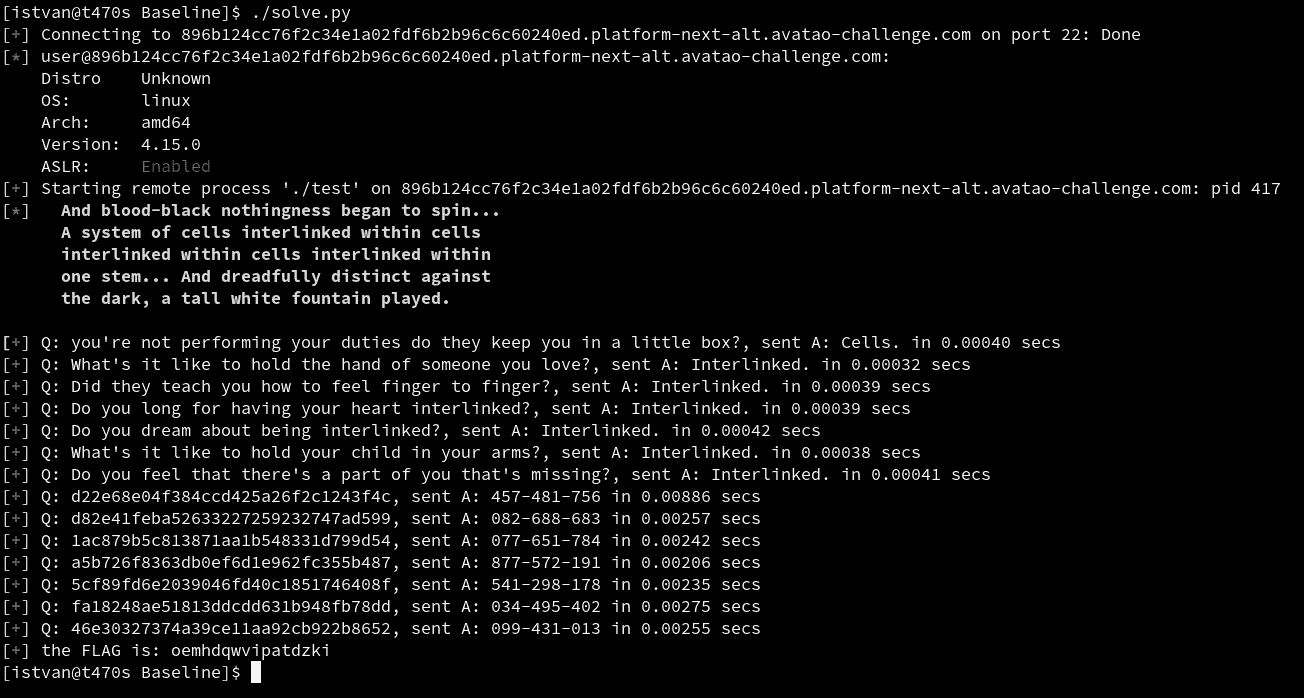 [istvan@t470s Baseline]$ ./solve.py
[+] Connecting to 896b124cc76f2c34e1a02fdf6b2b96c6c60240ed.platform-next-alt.avatao-challenge.com on port 22: Done
[*] user@896b124cc76f2c34e1a02fdf6b2b96c6c60240ed.platform-next-alt.avatao-challenge.com:
    Distro    Unknown
    OS:       linux
    Arch:     amd64
    Version:  4.15.0
    ASLR:     Enabled
[+] Starting remote process './test' on 896b124cc76f2c34e1a02fdf6b2b96c6c60240ed.platform-next-alt.avatao-challenge.com: pid 417
[*]   And blood-black nothingness began to spin...
      A system of cells interlinked within cells
      interlinked within cells interlinked within
      one stem... And dreadfully distinct against
      the dark, a tall white fountain played.
[+] Q: you're not performing your duties do they keep you in a little box?, sent A: Cells. in 0.00040 secs
[+] Q: What's it like to hold the hand of someone you love?, sent A: Interlinked. in 0.00032 secs
[+] Q: Did they teach you how to feel finger to finger?, sent A: Interlinked. in 0.00039 secs
[+] Q: Do you long for having your heart interlinked?, sent A: Interlinked. in 0.00039 secs
[+] Q: Do you dream about being interlinked?, sent A: Interlinked. in 0.00042 secs
[+] Q: What's it like to hold your child in your arms?, sent A: Interlinked. in 0.00038 secs
[+] Q: Do you feel that there's a part of you that's missing?, sent A: Interlinked. in 0.00041 secs
[+] Q: d22e68e04f384ccd425a26f2c1243f4c, sent A: 457-481-756 in 0.00886 secs
[+] Q: d82e41feba52633227259232747ad599, sent A: 082-688-683 in 0.00257 secs
[+] Q: 1ac879b5c813871aa1b548331d799d54, sent A: 077-651-784 in 0.00242 secs
[+] Q: a5b726f8363db0ef6d1e962fc355b487, sent A: 877-572-191 in 0.00206 secs
[+] Q: 5cf89fd6e2039046fd40c1851746408f, sent A: 541-298-178 in 0.00235 secs
[+] Q: fa18248ae51813ddcdd631b948fb78dd, sent A: 034-495-402 in 0.00275 secs
[+] Q: 46e30327374a39ce11aa92cb922b8652, sent A: 099-431-013 in 0.00255 secs
[+] the FLAG is: oemhdqwvipatdzki
[istvan@t470s Baseline]$